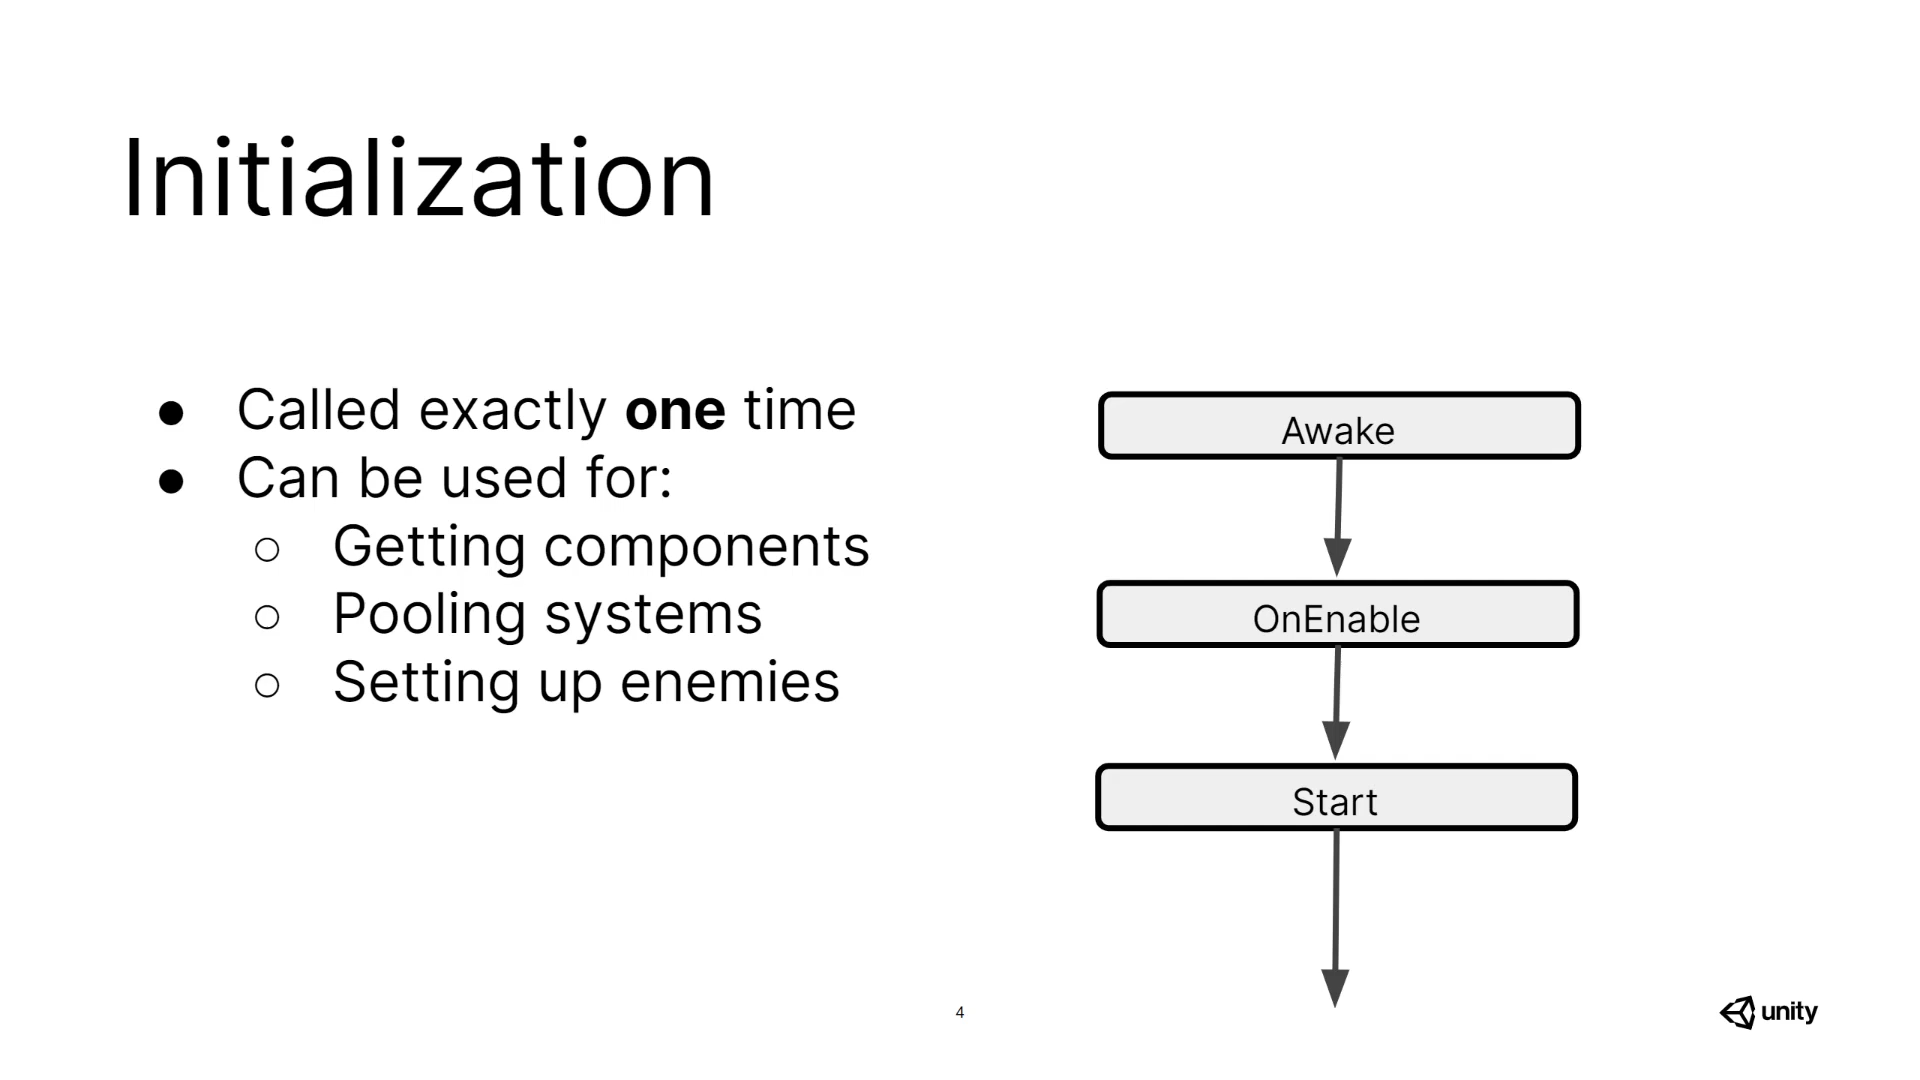 Initialization
● Called exactly one time
● Can be used for:
○ Getting components
○ Pooling systems
○ Setting up enemies
Awake
OnEnable
Start
4
unity